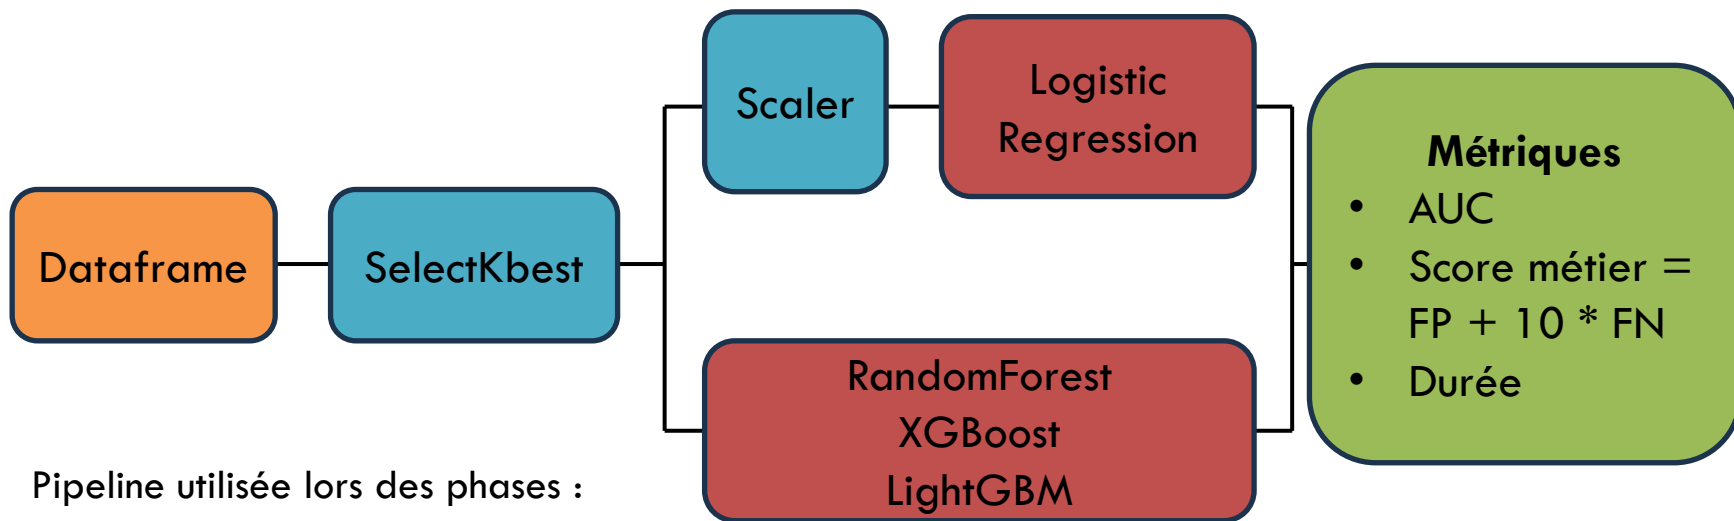 Dataframe
SelectKbest
Scaler
Logistic
Regression
RandomForest
XGBoost
LightGBM
Métriques
• AUC
• Score métier =
FP + 10 * FN
• Durée
Pipeline utilisée lors des phases :